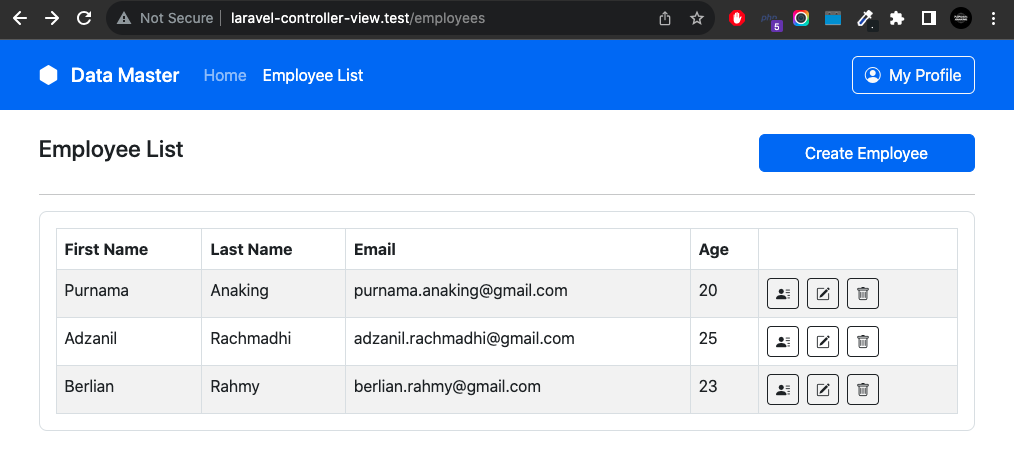 Not Secure | laravel-controller-view.test/employees
php 5
Data Master Home Employee List My Profile
Employee List Create Employee
First Name Last Name Email Age
Purnama Anaking purnama.anaking@gmail.com 20
Adzanil Rachmadhi adzanil.rachmadhi@gmail.com 25
Berlian Rahmy berlian.rahmy@gmail.com 23